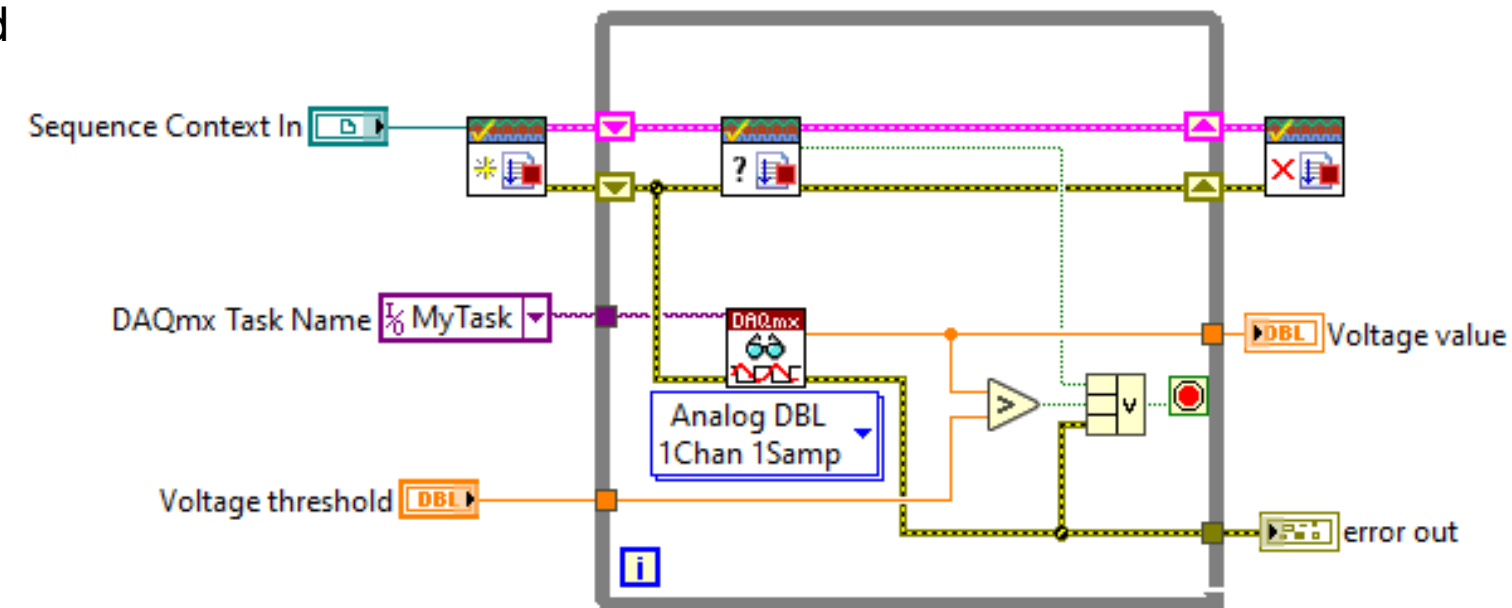 d
Sequence Context In
?
DAQmx Task Name
I/O MyTask
DAQmx
Analog DBL
1Chan 1Samp
>
v
DBL
Voltage value
Voltage threshold
DBL
i
error out